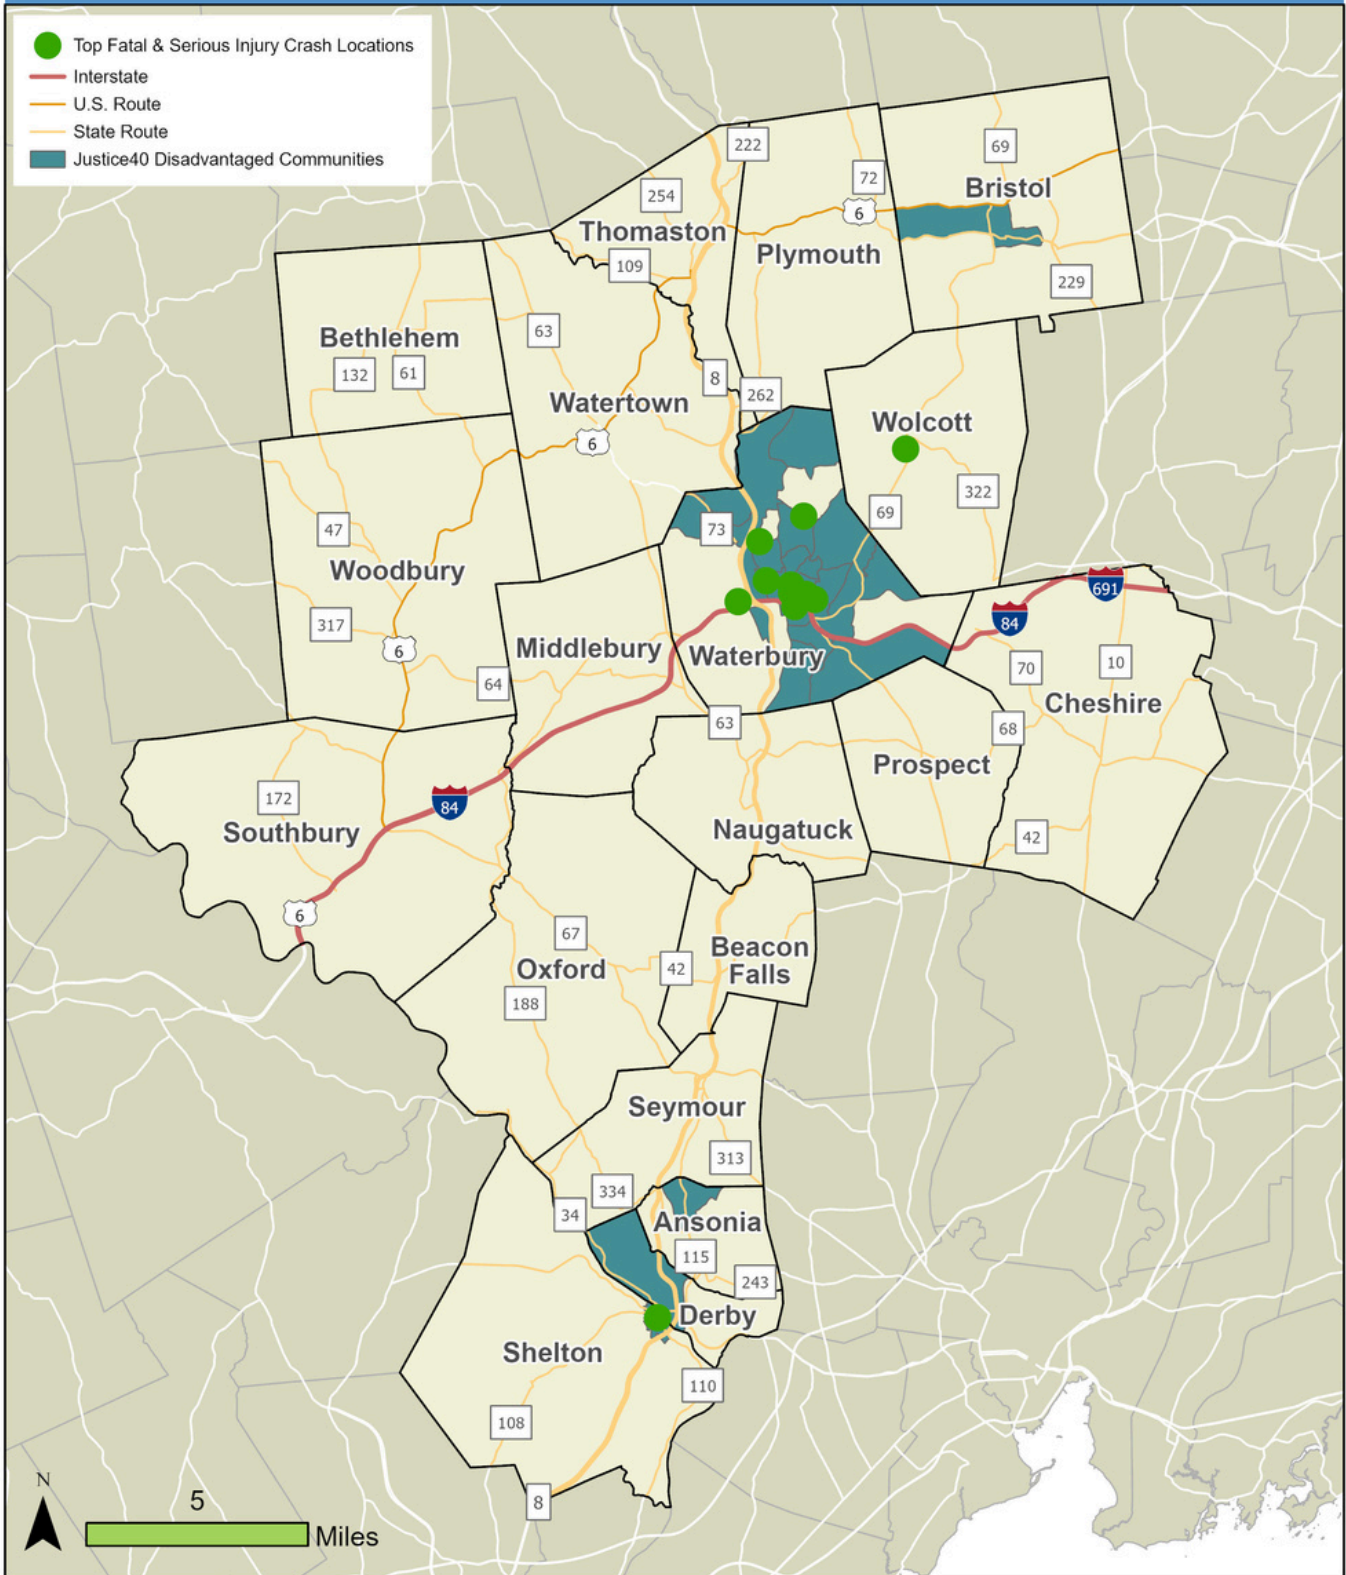 Top Fatal & Serious Injury Crash Locations
Interstate
U.S. Route
State Route
Justice40 Disadvantaged Communities
222
69
72
254
Bristol
6
Thomaston
Plymouth
109
229
63
Bethlehem
132
61
8
262
Watertown
Wolcott
6
322
69
47
73
Woodbury
691
84
317
Middlebury
6
Waterbury
70
10
64
Cheshire
63
68
Prospect
172
84
Southbury
Naugatuck
42
6
67
Beacon
Falls
Oxford
42
188
Seymour
313
334
34
Ansonia
115
243
Derby
Shelton
110
108
8
N
5
Miles